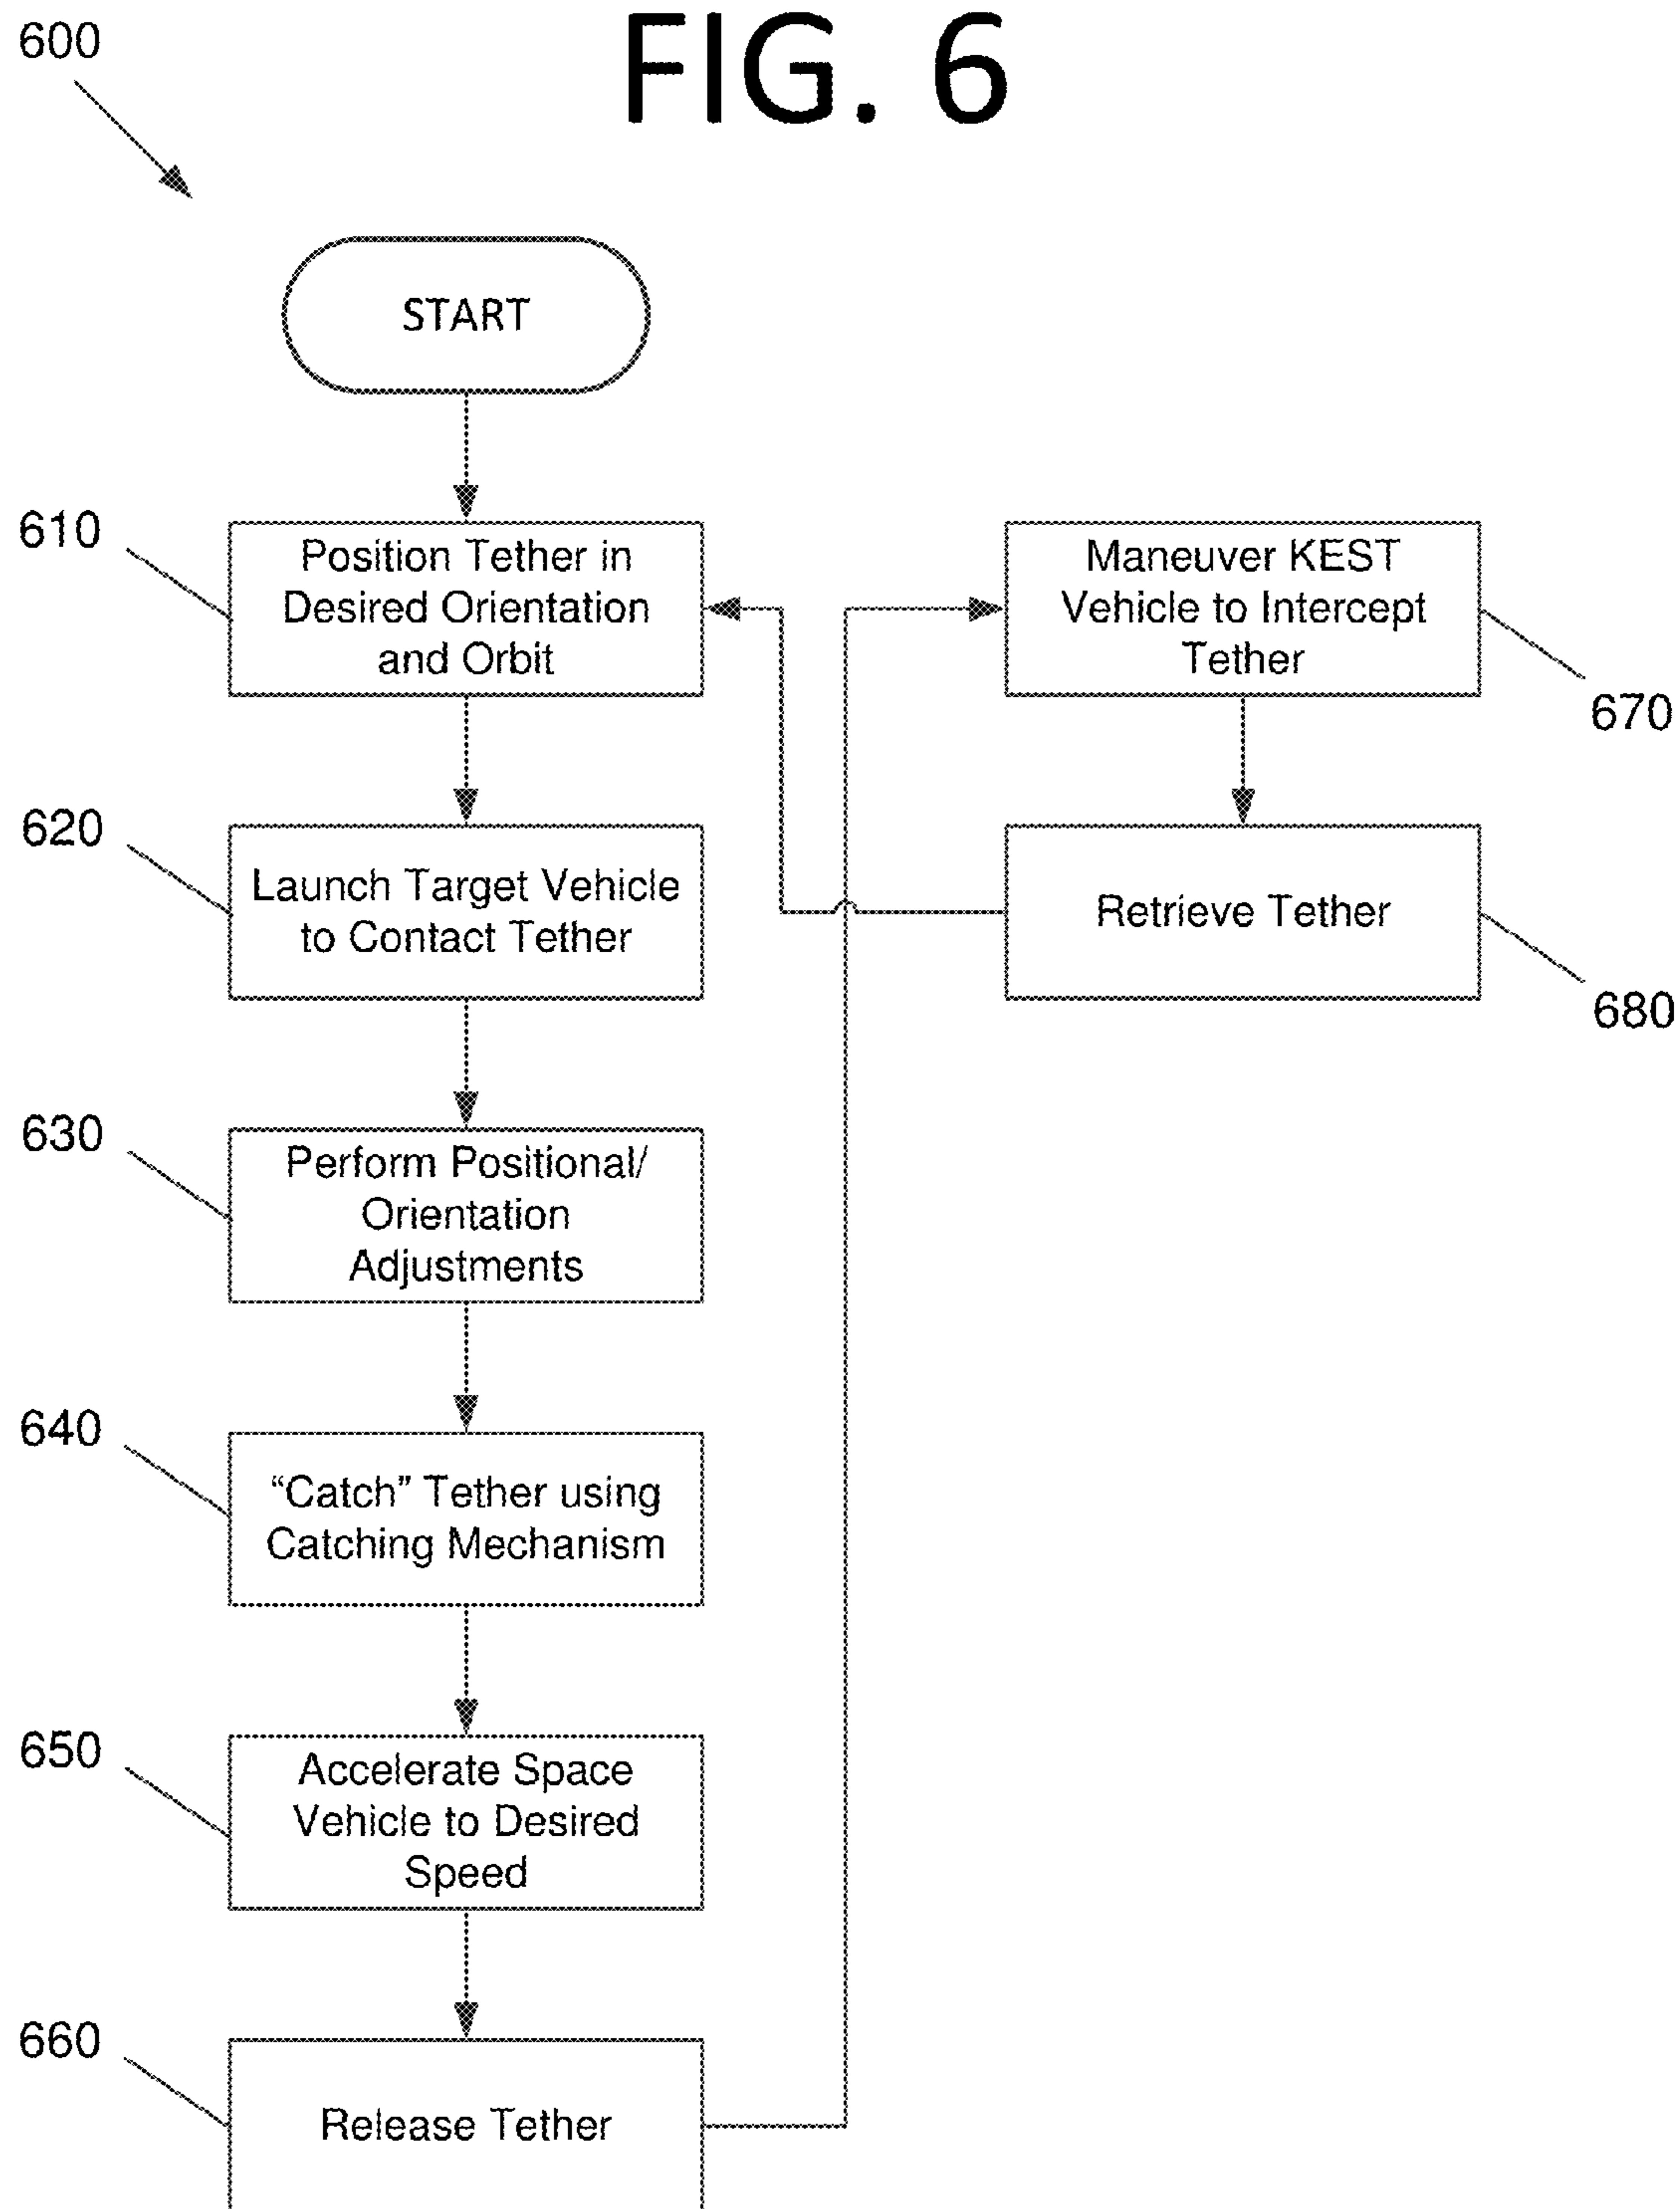 FIG. 6
600
START
610
Position Tether in
Desired Orientation
and Orbit
620
Launch Target Vehicle
to Contact Tether
630
Perform Positional/
Orientation
Adjustments
640
“Catch” Tether using
Catching Mechanism
650
Accelerate Space
Vehicle to Desired
Speed
660
Release Tether
Maneuver KEST
Vehicle to Intercept
Tether
670
Retrieve Tether
680